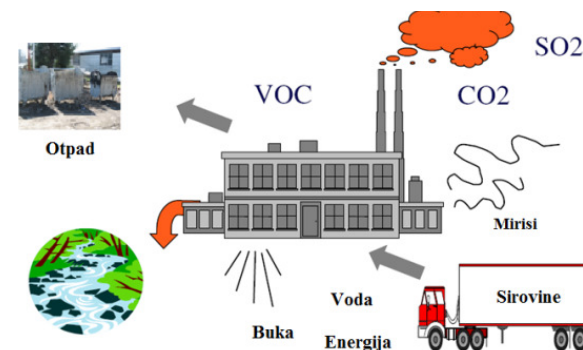 SO2
VOC
CO2
Otpad
Mirisi
Sirovine
Voda
Buka
Energija